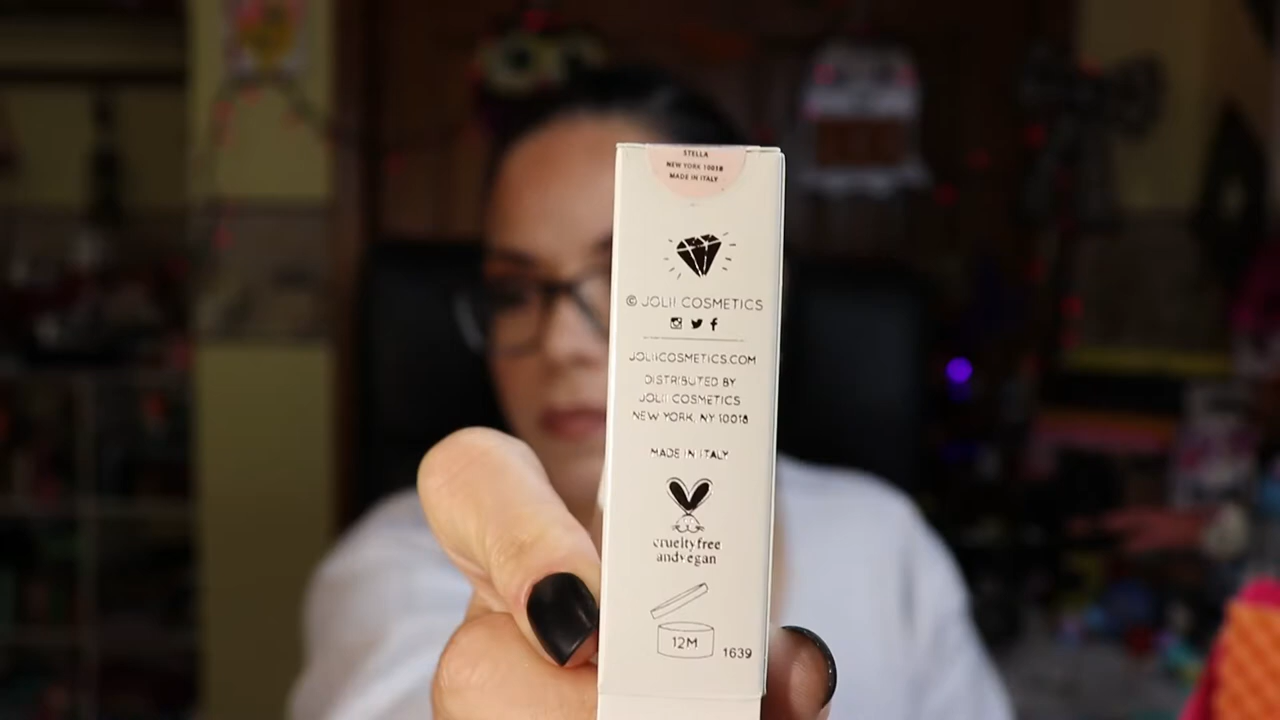 STELLA
NEW YORK 10018
MADE IN ITALY
© JOLII COSMETICS
JOLIICOSMETICS.COM
DISTRIBUTED BY
JOLII COSMETICS
NEW YORK, NY 10018
MADE IN ITALY
crueltyfree
andvegan
12M
1639